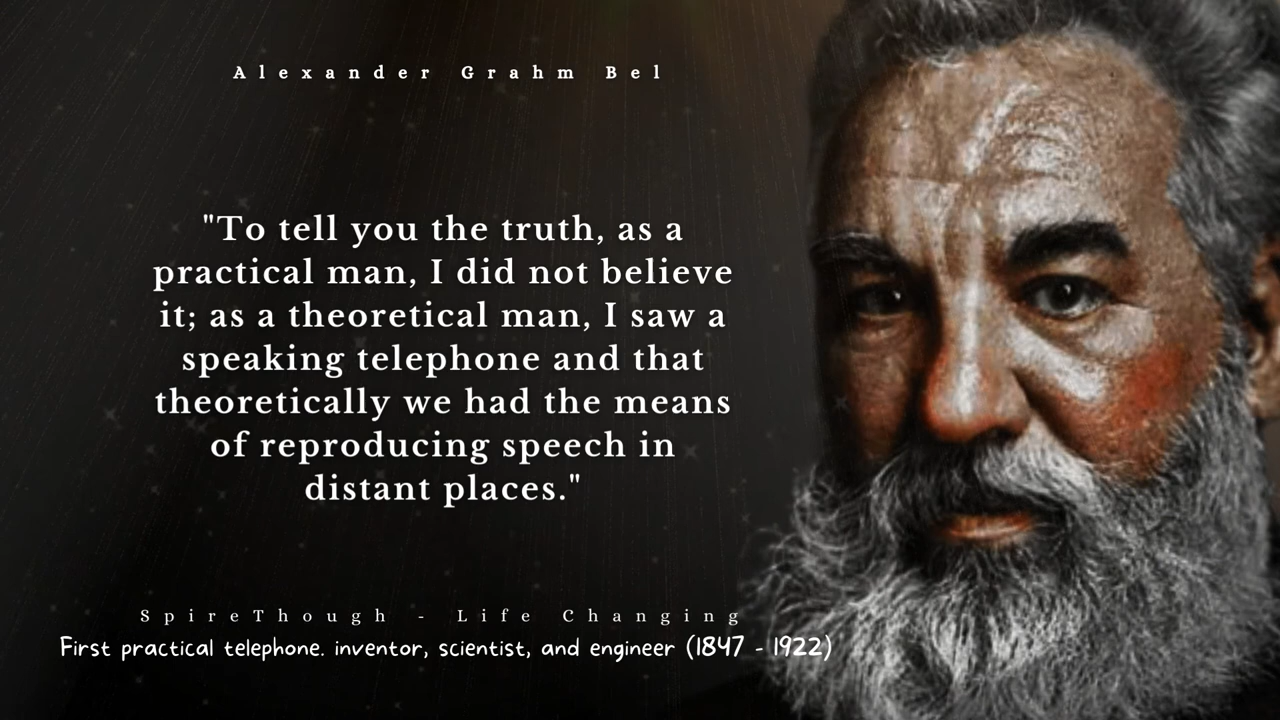 Alexander Grahm Bel
"To tell you the truth, as a
practical man, I did not believe
it; as a theoretical man, I saw a
speaking telephone and that
theoretically we had the means
of reproducing speech in
distant places."
SpireThough - Life Changing
First practical telephone. inventor, scientist, and engineer (1847 - 1922)